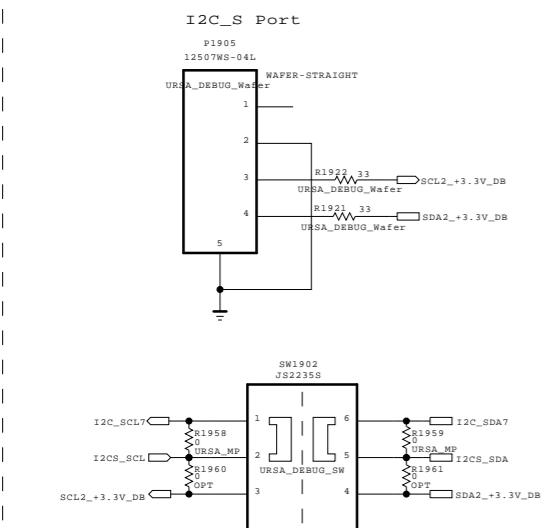 I2C_S Port
P1905
12507WS-04L
WAFER-STRAIGHT
URSA_DEBUG_Wafer
1
2
3
R1922 33
SCL2_+3.3V_DB
URSA_DEBUG_Wafer
4
R1921 33
SDA2_+3.3V_DB
URSA_DEBUG_Wafer
5
SW1902
JS2235S
I2C_SCL7
1
6
I2C_SDA7
R1958
0
URSA_MP
R1959
0
URSA_MP
I2CS_SCL
2
5
I2CS_SDA
URSA_DEBUG_SW
R1960
0
OPT
R1961
0
OPT
SCL2_+3.3V_DB
3
4
SDA2_+3.3V_DB